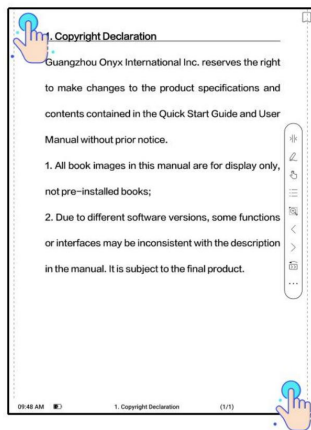 1. Copyright Declaration
Guangzhou Onyx International Inc. reserves the right
to make changes to the product specifications and
contents contained in the Quick Start Guide and User
Manual without prior notice.
1. All book images in this manual are for display only,
not pre-installed books;
2. Due to different software versions, some functions
or interfaces may be inconsistent with the description
in the manual. It is subject to the final product.
09:48 AM 1. Copyright Declaration (1/1)